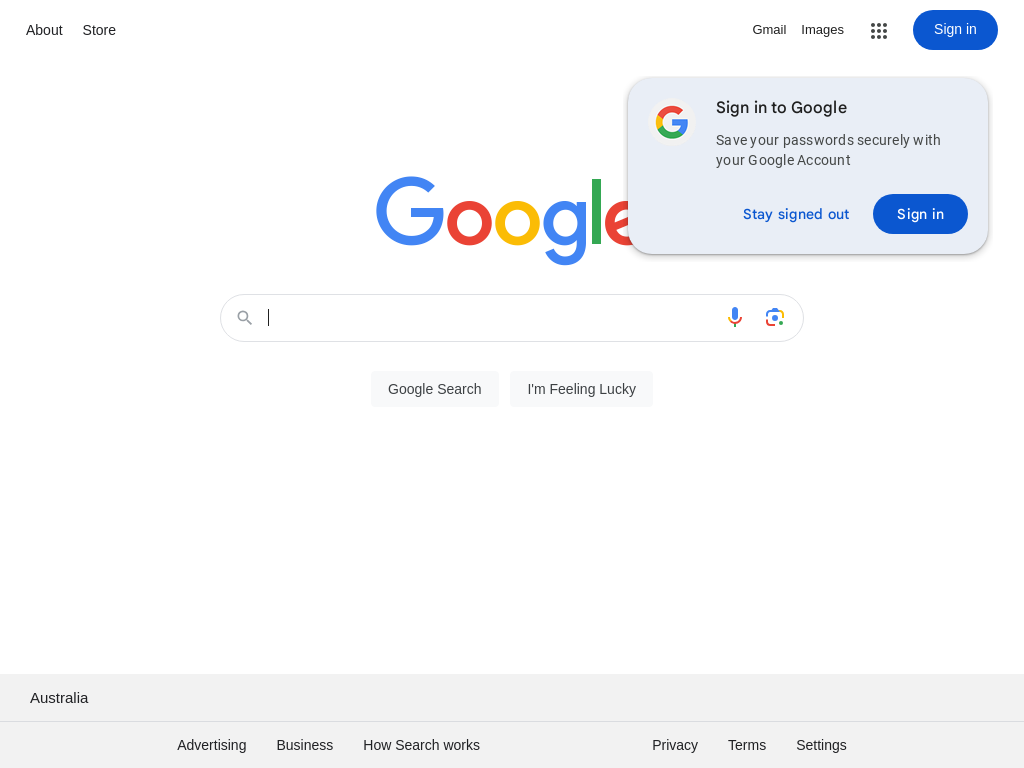 About
Store
Gmail
Images
Sign in
Sign in to Google
Save your passwords securely with
your Google Account
Stay signed out
Sign in
Google
Google Search
I'm Feeling Lucky
Australia
Advertising
Business
How Search works
Privacy
Terms
Settings